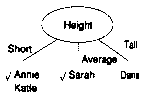 Height
Short
Average
Tall
√ Annie
Katie
√ Sarah
Dana